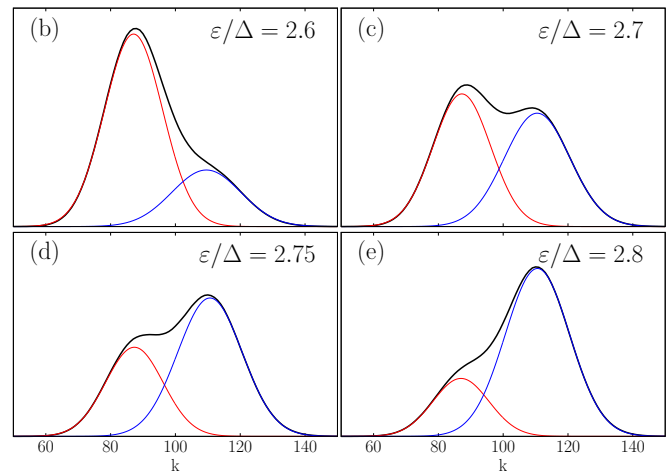 (b) ε/Δ = 2.6
(c) ε/Δ = 2.7
(d) ε/Δ = 2.75
(e) ε/Δ = 2.8
60 80 100 120 140
k
60 80 100 120 140
k